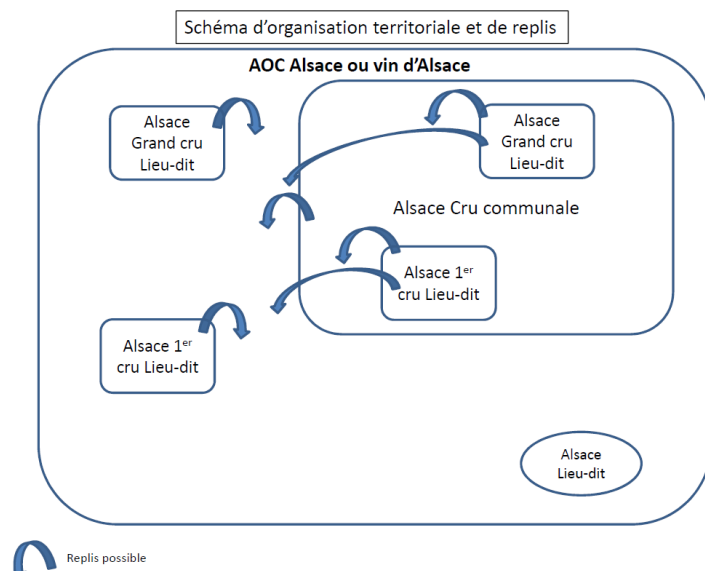 Schéma d'organisation territoriale et de replis
AOC Alsace ou vin d'Alsace
Alsace
Grand cru
Lieu-dit
Alsace
Grand cru
Lieu-dit
Alsace Cru communale
Alsace 1er
cru Lieu-dit
Alsace 1er
cru Lieu-dit
Alsace
Lieu-dit
Replis possible